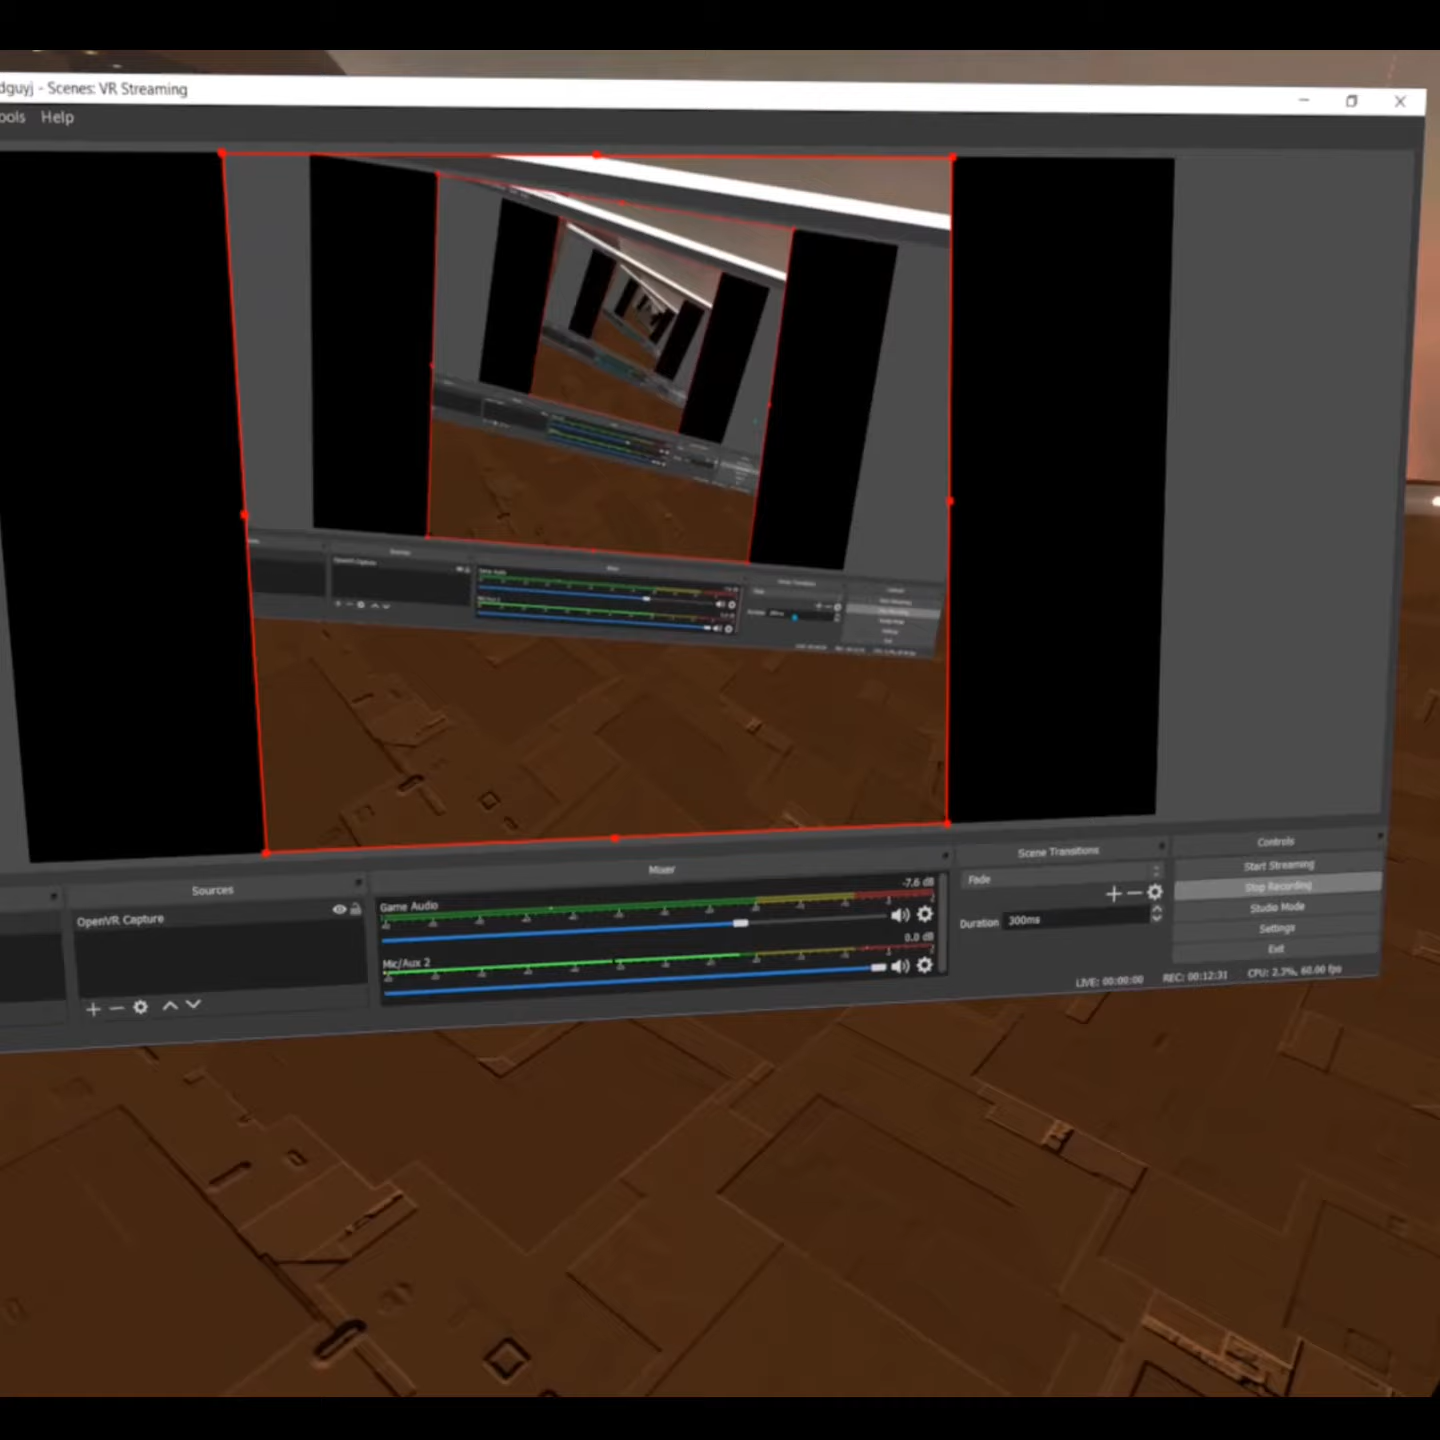 dguyj - Scenes: VR Streaming
ools Help
Sources
Mixer
Scene Transitions
Controls
OpenVR Capture
Game Audio
-7.6 dB
Mic/Aux 2
0.0 dB
Fade
Duration 300ms
Start Streaming
Stop Recording
Studio Mode
Settings
Exit
LIVE: 00:00:00 REC: 00:12:31 CPU: 2.3%, 60.00 fps